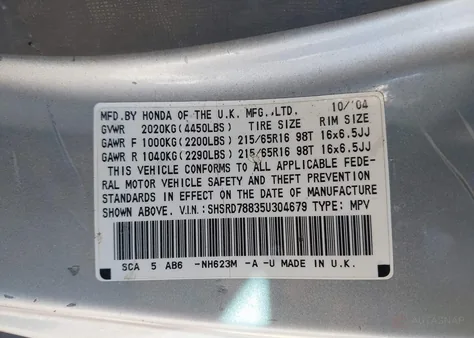 MFD.BY HONDA OF THE U.K. MFG.,LTD. 10/'04
GVWR 2020KG(4450LBS) TIRE SIZE RIM SIZE
GAWR F 1000KG(2200LBS) 215/65R16 98T 16x6.5JJ
GAWR R 1040KG(2290LBS) 215/65R16 98T 16x6.5JJ
THIS VEHICLE CONFORMS TO ALL APPLICABLE FEDE-
RAL MOTOR VEHICLE SAFETY AND THEFT PREVENTION
STANDARDS IN EFFECT ON THE DATE OF MANUFACTURE
SHOWN ABOVE. V.I.N.:SHSRD78835U304679 TYPE: MPV
SCA 5 AB6 -NH623M -A -U MADE IN U.K.
AUTOSNAP